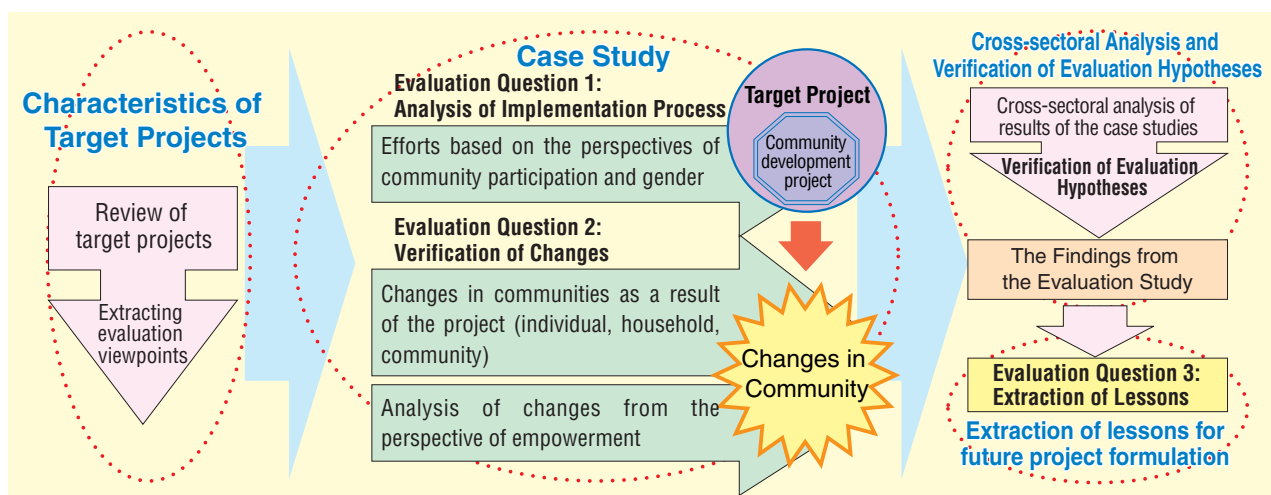 Characteristics of
Target Projects
Review of
target projects
Extracting
evaluation
viewpoints
Case Study
Evaluation Question 1:
Analysis of Implementation Process
Efforts based on the perspectives of
community participation and gender
Evaluation Question 2:
Verification of Changes
Changes in communities as a result
of the project (individual, household,
community)
Analysis of changes from the
perspective of empowerment
Target Project
Community
development
project
Changes in
Community
Cross-sectoral Analysis and
Verification of Evaluation Hypotheses
Cross-sectoral analysis of
results of the case studies
Verification of Evaluation
Hypotheses
The Findings from
the Evaluation Study
Evaluation Question 3:
Extraction of Lessons
Extraction of lessons for
future project formulation